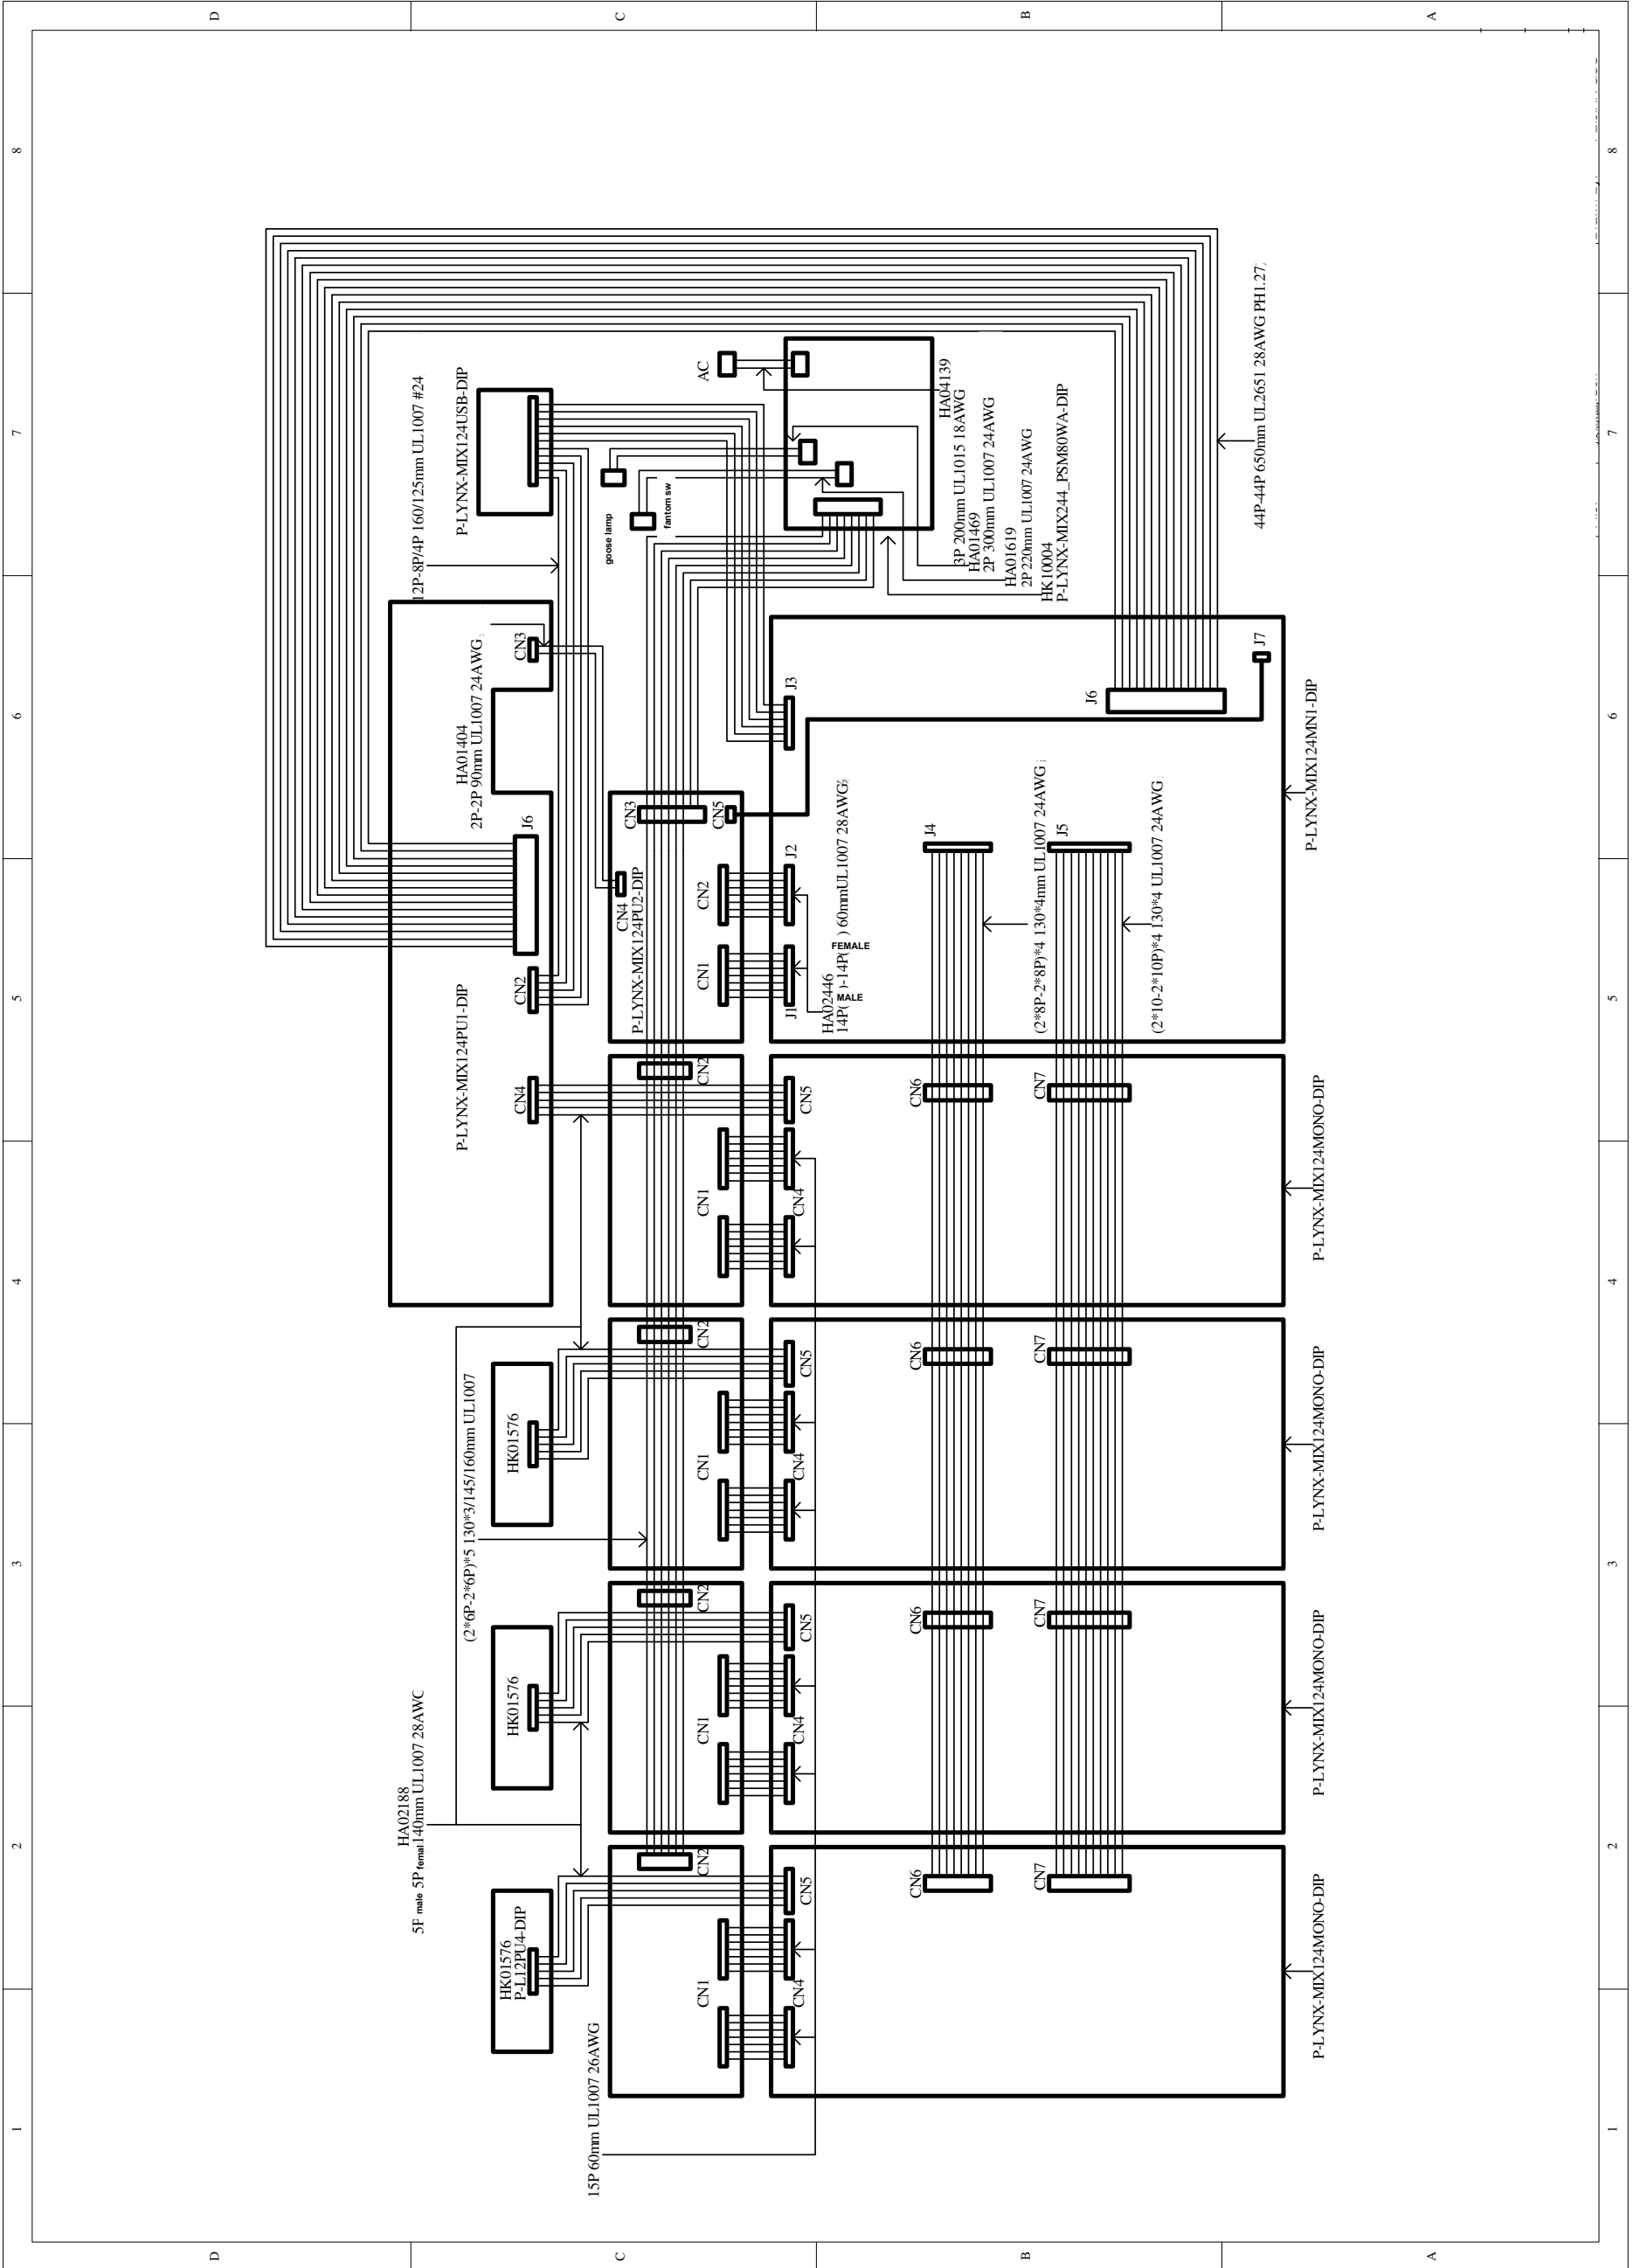 D
C
B
A
8
7
6
5
4
3
2
1
12P-8P/4P 160/125mm UL1007 #24
P-LYNX-MIX124USB-DIP
AC
goose lamp
fantom sw
HA04139
3P 200mm UL1015 18AWG
HA01469
2P 300mm UL1007 24AWG
HA01619
2P 220mm UL1007 24AWG
HK10004
P-LYNX-MIX244_PSM80WA-DIP
44P-44P 650mm UL2651 28AWG PH1.27
HA01404
2P-2P 90mm UL1007 24AWG
CN3
J6
CN2
P-LYNX-MIX124PU1-DIP
CN4
CN3
CN5
CN4
P-LYNX-MIX124PU2-DIP
CN2
CN1
J3
J2
J1
J6
J7
J4
J5
P-LYNX-MIX124MN1-DIP
HA02446
14P( )-14P( ) 60mmUL1007 28AWG
MALE
FEMALE
(2*8P-2*8P)*4 130*4mm UL1007 24AWG
(2*10-2*10P)*4 130*4 UL1007 24AWG
CN2
CN5
CN1
CN4
CN6
CN7
P-LYNX-MIX124MONO-DIP
HK01576
(2*6P-2*6P)*5 130*3/145/160mm UL1007
CN2
CN5
CN1
CN4
CN6
CN7
P-LYNX-MIX124MONO-DIP
HK01576
CN2
CN5
CN1
CN4
CN6
CN7
P-LYNX-MIX124MONO-DIP
HA02188
5P male 5P femal 140mm UL1007 28AWG
HK01576
P-L12PU4-DIP
CN2
CN5
CN1
CN4
CN6
CN7
P-LYNX-MIX124MONO-DIP
15P 60mm UL1007 26AWG
8
7
6
5
4
3
2
1
D
C
B
A